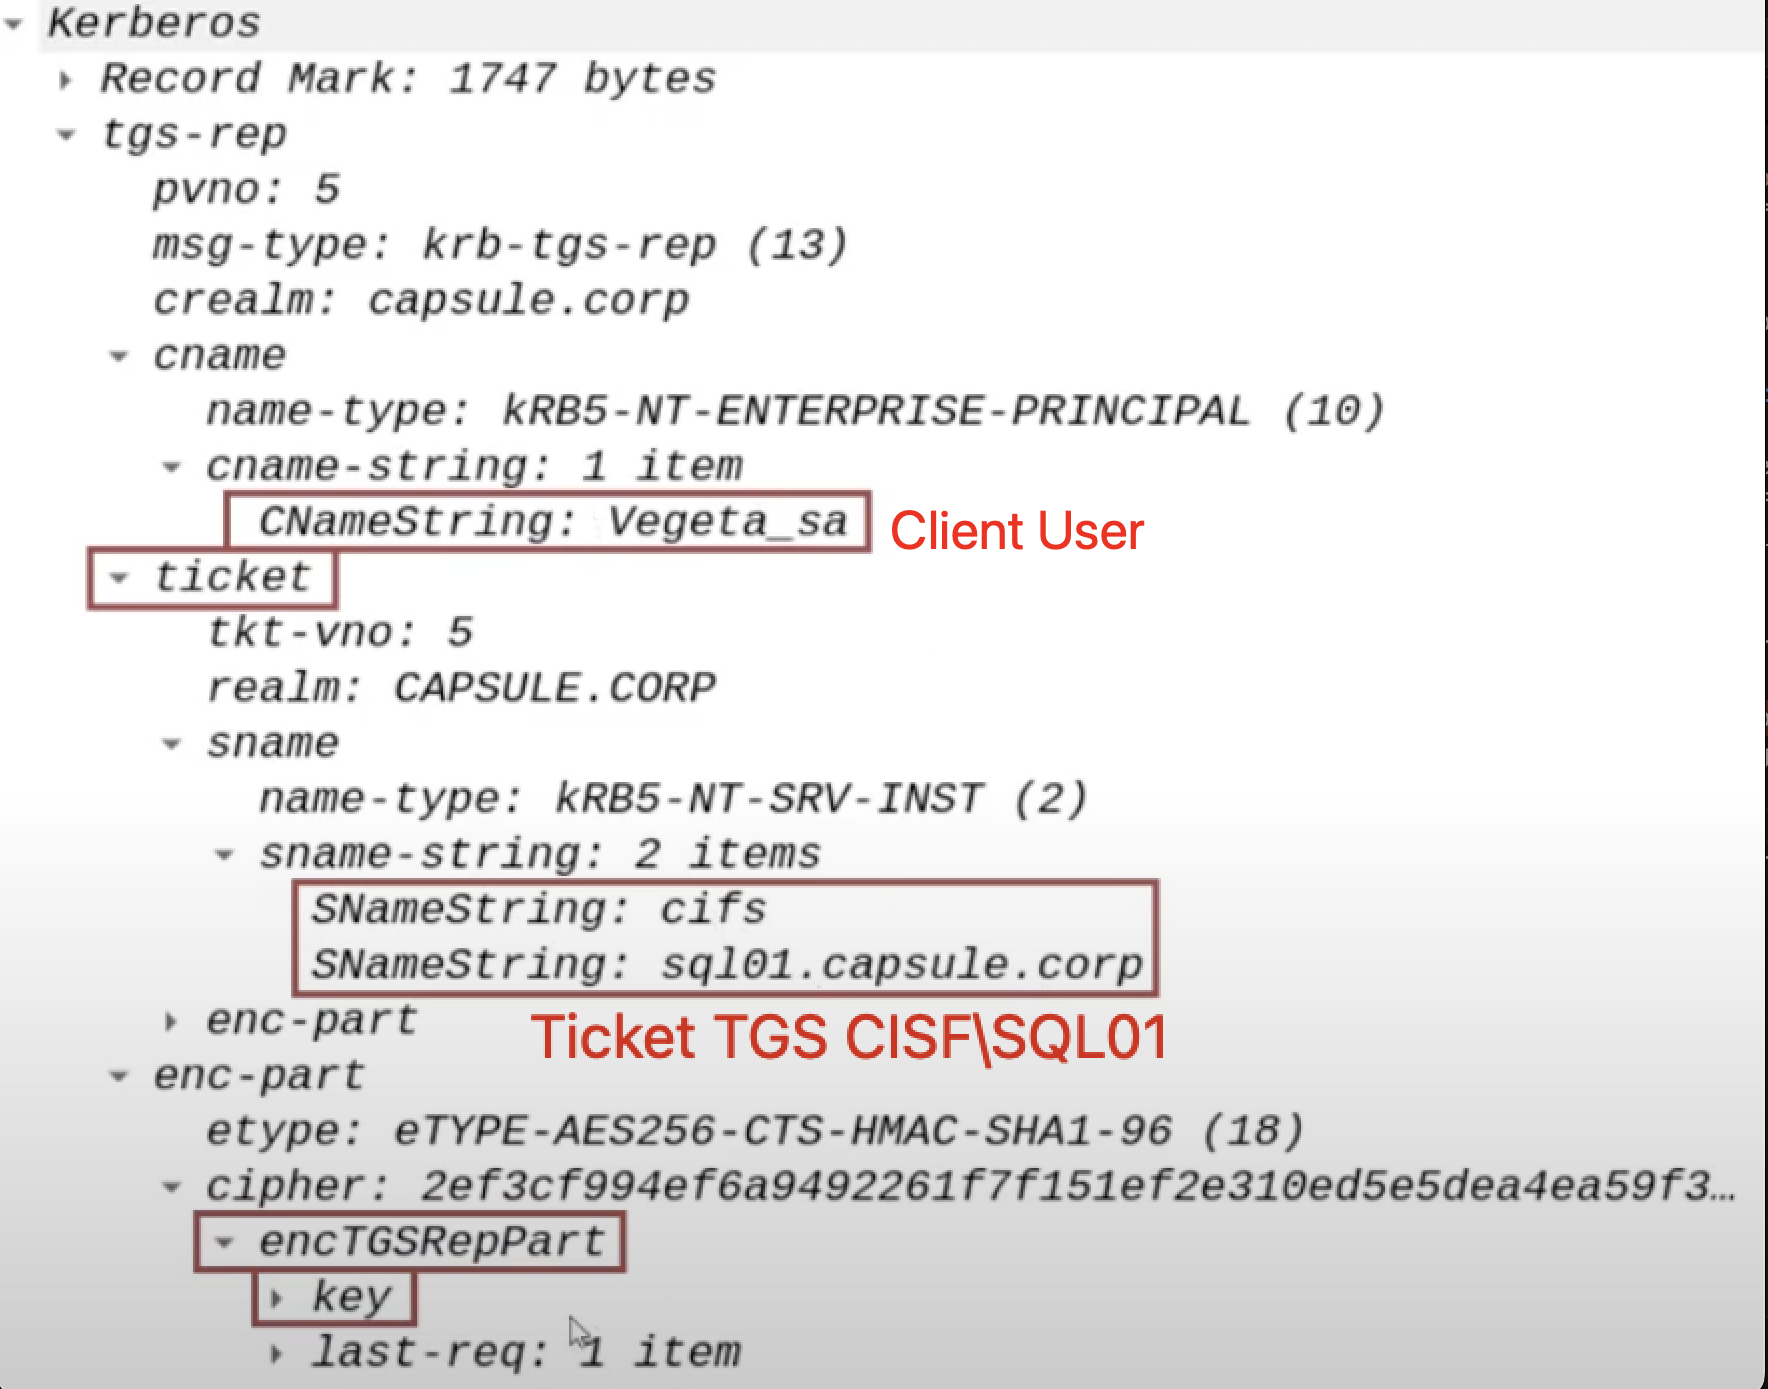 Kerberos
Record Mark: 1747 bytes
tgs-rep
pvno: 5
msg-type: krb-tgs-rep (13)
crealm: capsule.corp
cname
name-type: kRB5-NT-ENTERPRISE-PRINCIPAL (10)
cname-string: 1 item
CNameString: Vegeta_sa Client User
ticket
tkt-vno: 5
realm: CAPSULE.CORP
sname
name-type: kRB5-NT-SRV-INST (2)
sname-string: 2 items
SNameString: cifs
SNameString: sql01.capsule.corp
enc-part Ticket TGS CISF\SQL01
enc-part
etype: eTYPE-AES256-CTS-HMAC-SHA1-96 (18)
cipher: 2ef3cf994ef6a9492261f7f151ef2e310ed5e5dea4ea59f3…
encTGSRepPart
key
last-req: 1 item